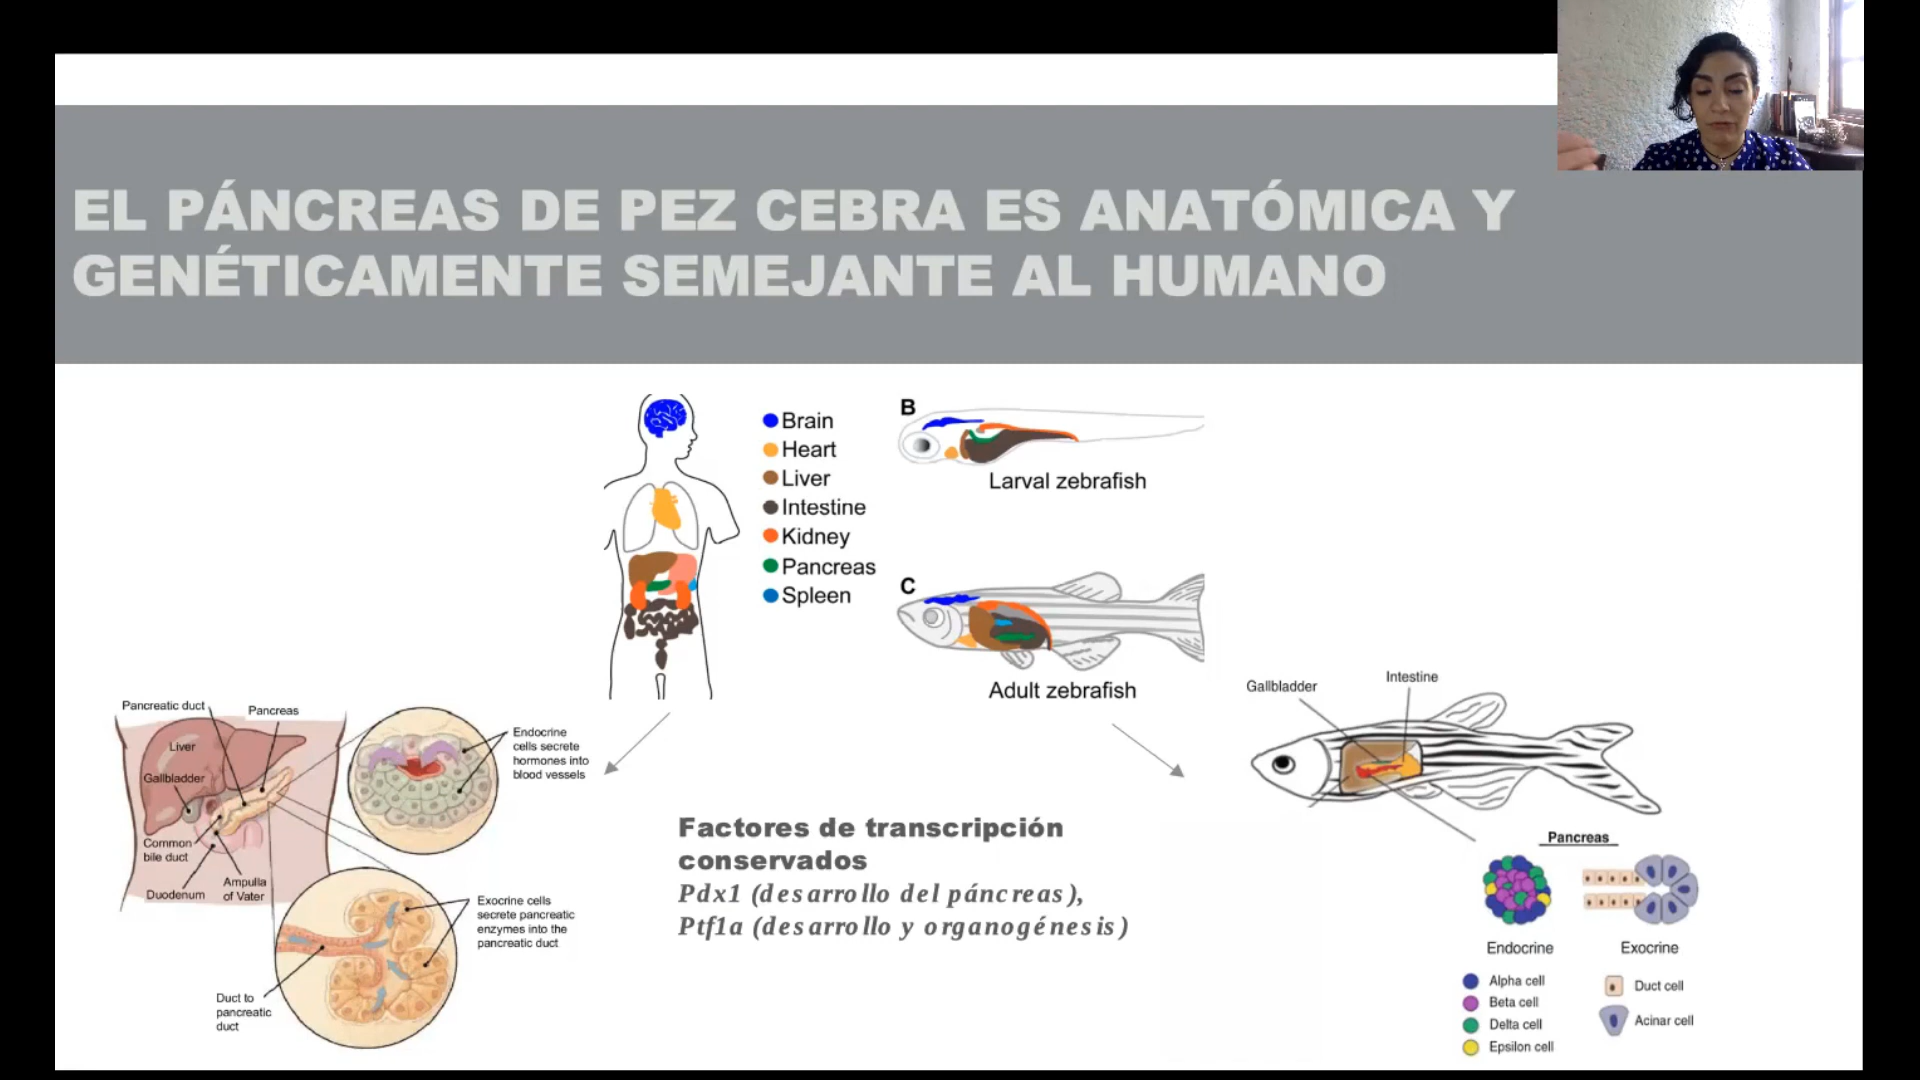 EL PÁNCREAS DE PEZ CEBRA ES ANATÓMICA Y
GENÉTICAMENTE SEMEJANTE AL HUMANO
Brain
Heart
Liver
Intestine
Kidney
Pancreas
Spleen
B
Larval zebrafish
C
Adult zebrafish
Pancreatic duct
Pancreas
Liver
Gallbladder
Common
bile duct
Duodenum
Ampulla
of Vater
Endocrine
cells secrete
hormones into
blood vessels
Exocrine cells
secrete pancreatic
enzymes into the
pancreatic duct
Duct to
pancreatic
duct
Factores de transcripción
conservados
Pdx1 (desarrollo del páncreas),
Ptf1a (desarrollo y organogénesis)
Gallbladder
Intestine
Pancreas
Endocrine
Exocrine
Alpha cell
Beta cell
Delta cell
Epsilon cell
Duct cell
Acinar cell